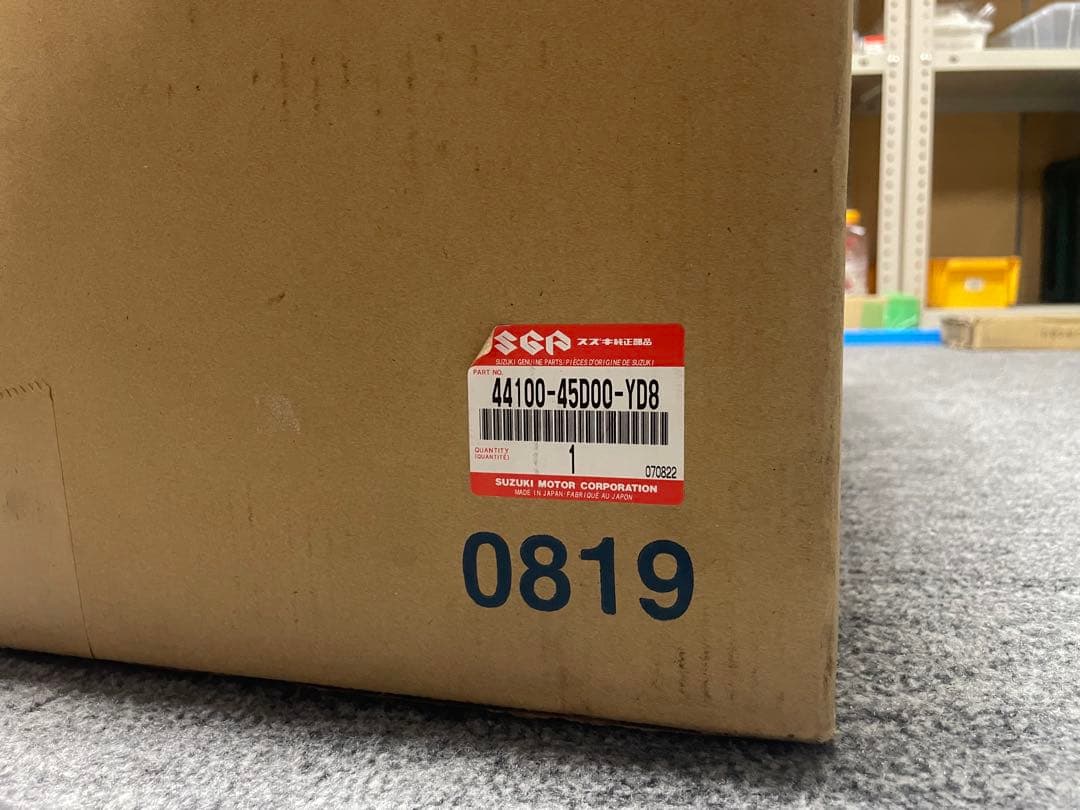 SGP スズキ純正部品
SUZUKI GENUINE PARTS/PIÈCES D'ORIGINE DE SUZUKI
PART NO.
44100-45D00-YD8
QUANTITY
(QUANTITÉ)
1
070822
SUZUKI MOTOR CORPORATION
MADE IN JAPAN·FABRIQUÉ AU JAPON
0819